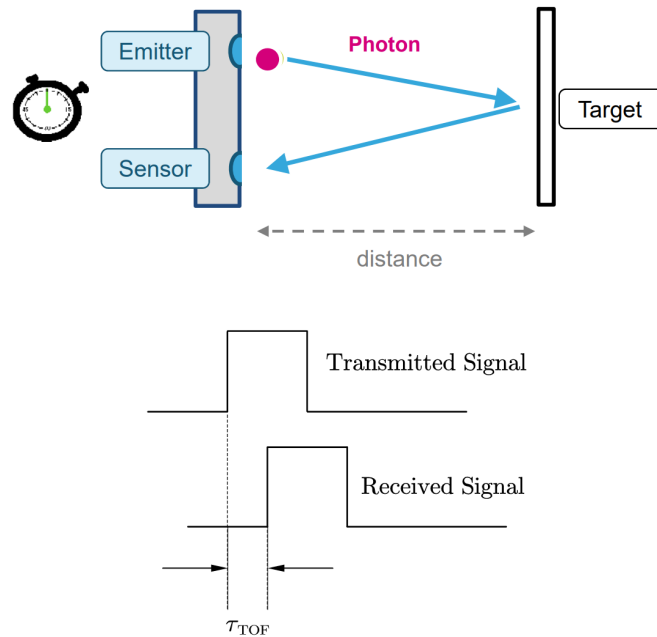 Emitter
Photon
Target
Sensor
distance
Transmitted Signal
Received Signal
τTOF